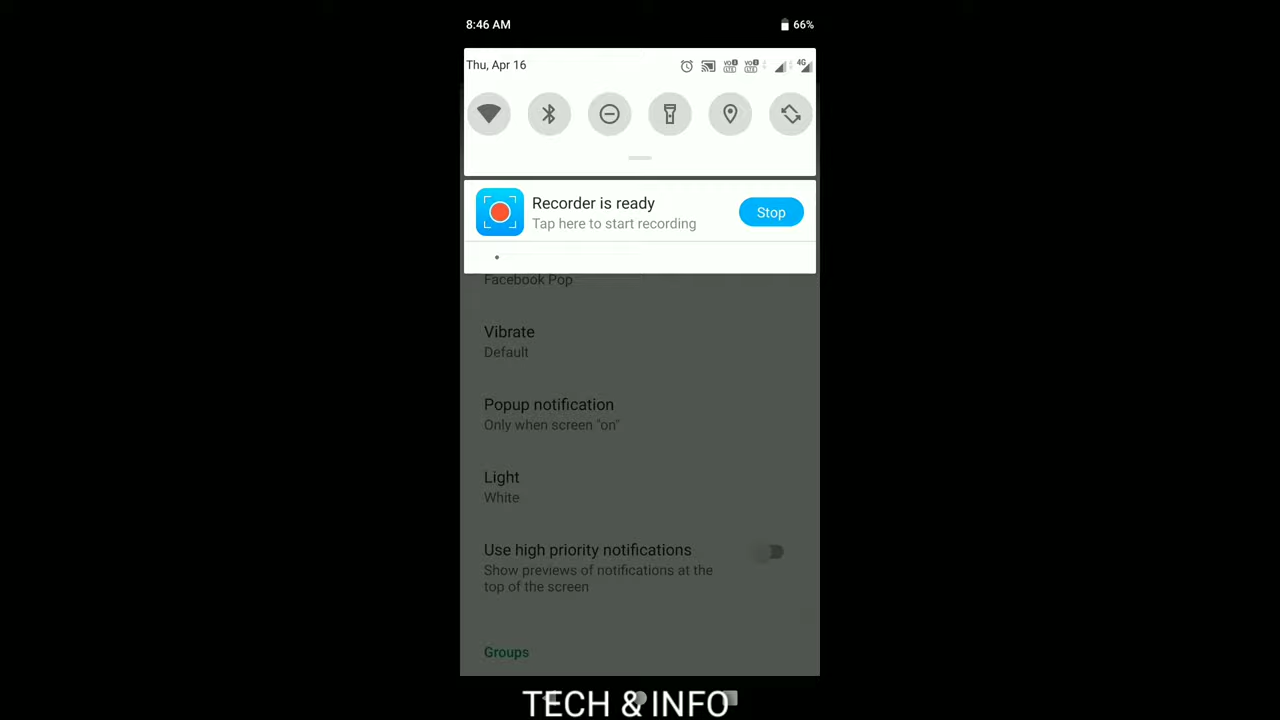 8:46 AM
66%
Thu, Apr 16
4G
Recorder is ready
Tap here to start recording
Stop
Facebook Pop
Vibrate
Default
Popup notification
Only when screen "on"
Light
White
Use high priority notifications
Show previews of notifications at the
top of the screen
Groups
TECH & INFO